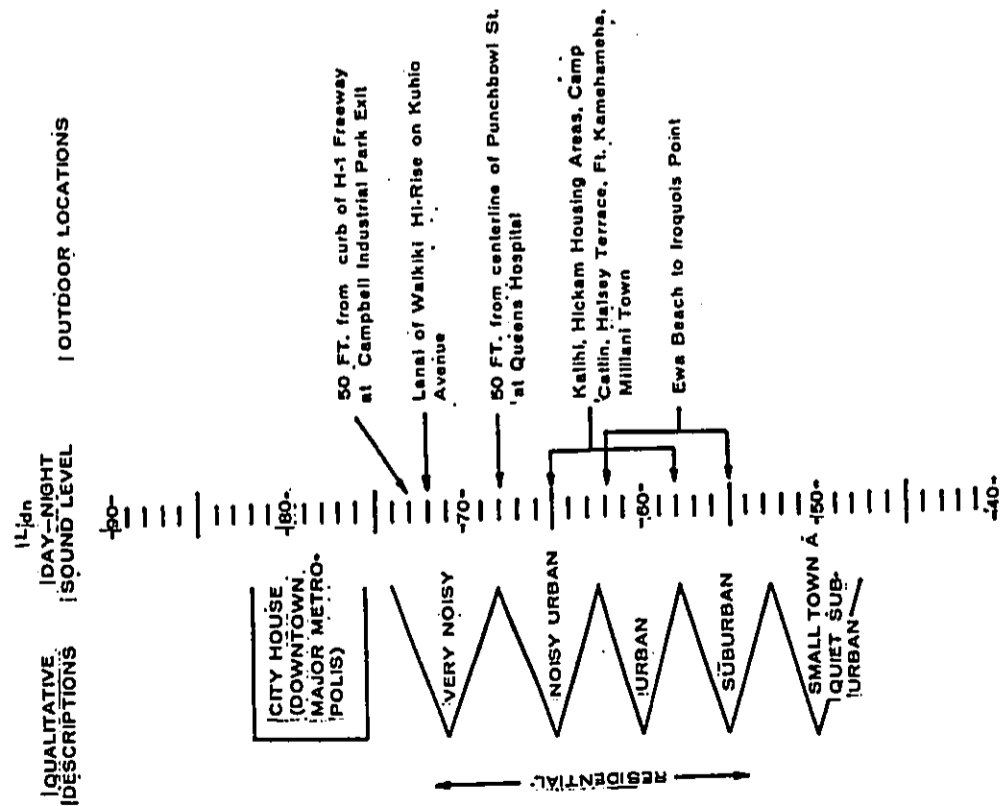 QUALITATIVE
DESCRIPTIONS
Ldn
DAY–NIGHT
SOUND LEVEL
OUTDOOR LOCATIONS
90
CITY HOUSE
(DOWNTOWN
MAJOR METRO-
POLIS)
80
50 FT. from curb of H-1 Freeway
at Campbell Industrial Park Exit
Lanai of Waikiki Hi-Rise on Kuhio
Avenue
VERY NOISY
70
50 FT. from centerline of Punchbowl St.
at Queens Hospital
NOISY URBAN
Kalihi, Hickam Housing Areas, Camp
Catlin, Halsey Terrace, Ft. Kamehameha,
Mililani Town
URBAN
60
Ewa Beach to Iroquois Point
SUBURBAN
SMALL TOWN &
QUIET SUB-
URBAN
50
40
RESIDENTIAL